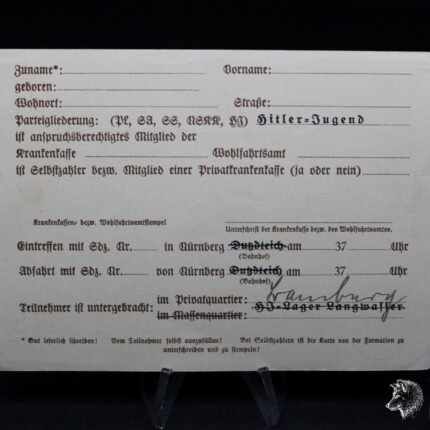 Zuname*: Vorname:
geboren:
Wohnort: Straße:
Parteigliederung: (PL, SA, SS, NSKK, HJ) Hitler-Jugend
ist anspruchsberechtigtes Mitglied der
Krankenkasse Wohlfahrtsamt
ist Selbstzahler bezw. Mitglied einer Privatkrankenkasse (ja oder nein)
Krankenkassen- bezw. Wohlfahrtsamtstempel
Unterschrift der Krankenkasse bezw. des Wohlfahrtsamtes.
Eintreffen mit Sdz. Nr. in Nürnberg Dutzdteich am 37 Uhr
(Bahnhof)
Abfahrt mit Sdz. Nr. von Nürnberg Dutzdteich am 37 Uhr
(Bahnhof)
Teilnehmer ist untergebracht: im Privatquartier:
im Massenquartier: HJ-Lager Langwasser
* Gut leserlich schreiben! Vom Teilnehmer selbst auszufüllen! Bei Selbstzahlern ist die Karte von der Formation zu
unterschreiben und zu stempeln!